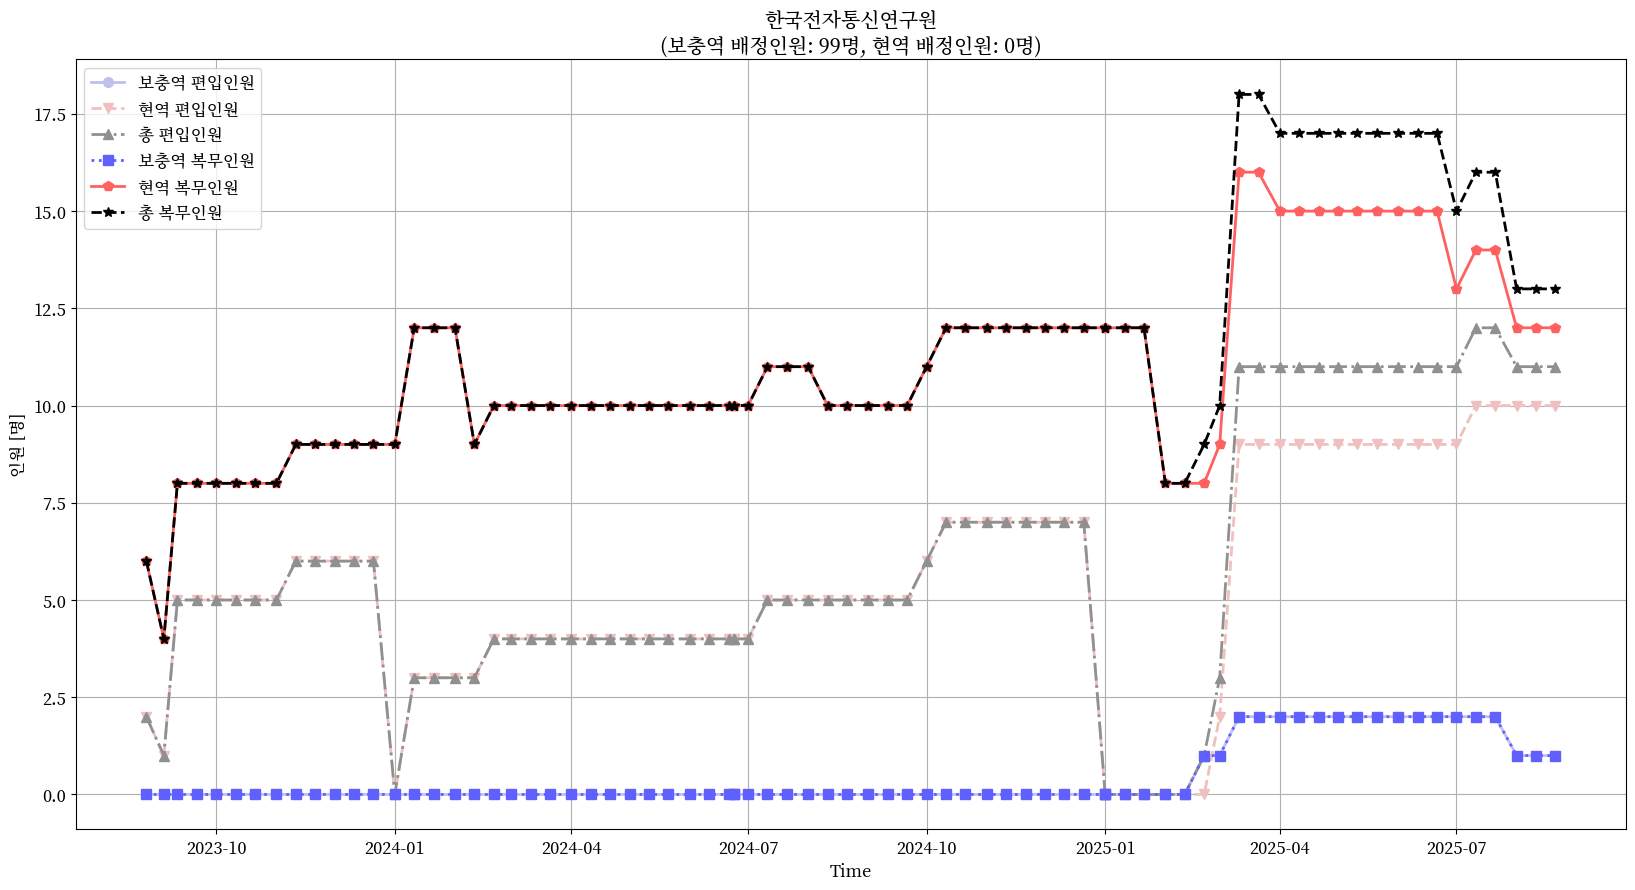 한국전자통신연구원
(보충역 배정인원: 99명, 현역 배정인원: 0명)
보충역 편입인원
현역 편입인원
총 편입인원
보충역 복무인원
현역 복무인원
총 복무인원
17.5
15.0
12.5
10.0
7.5
5.0
2.5
0.0
인원 [명]
2023-10 2024-01 2024-04 2024-07 2024-10 2025-01 2025-04 2025-07
Time